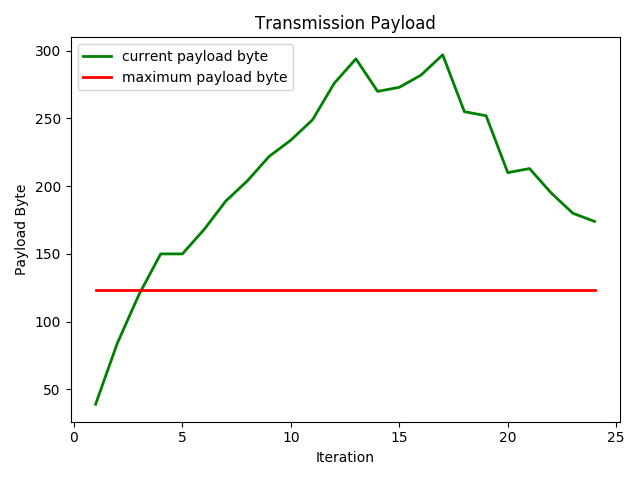 Transmission Payload
current payload byte
maximum payload byte
Payload Byte
300
250
200
150
100
50
0 5 10 15 20 25
Iteration